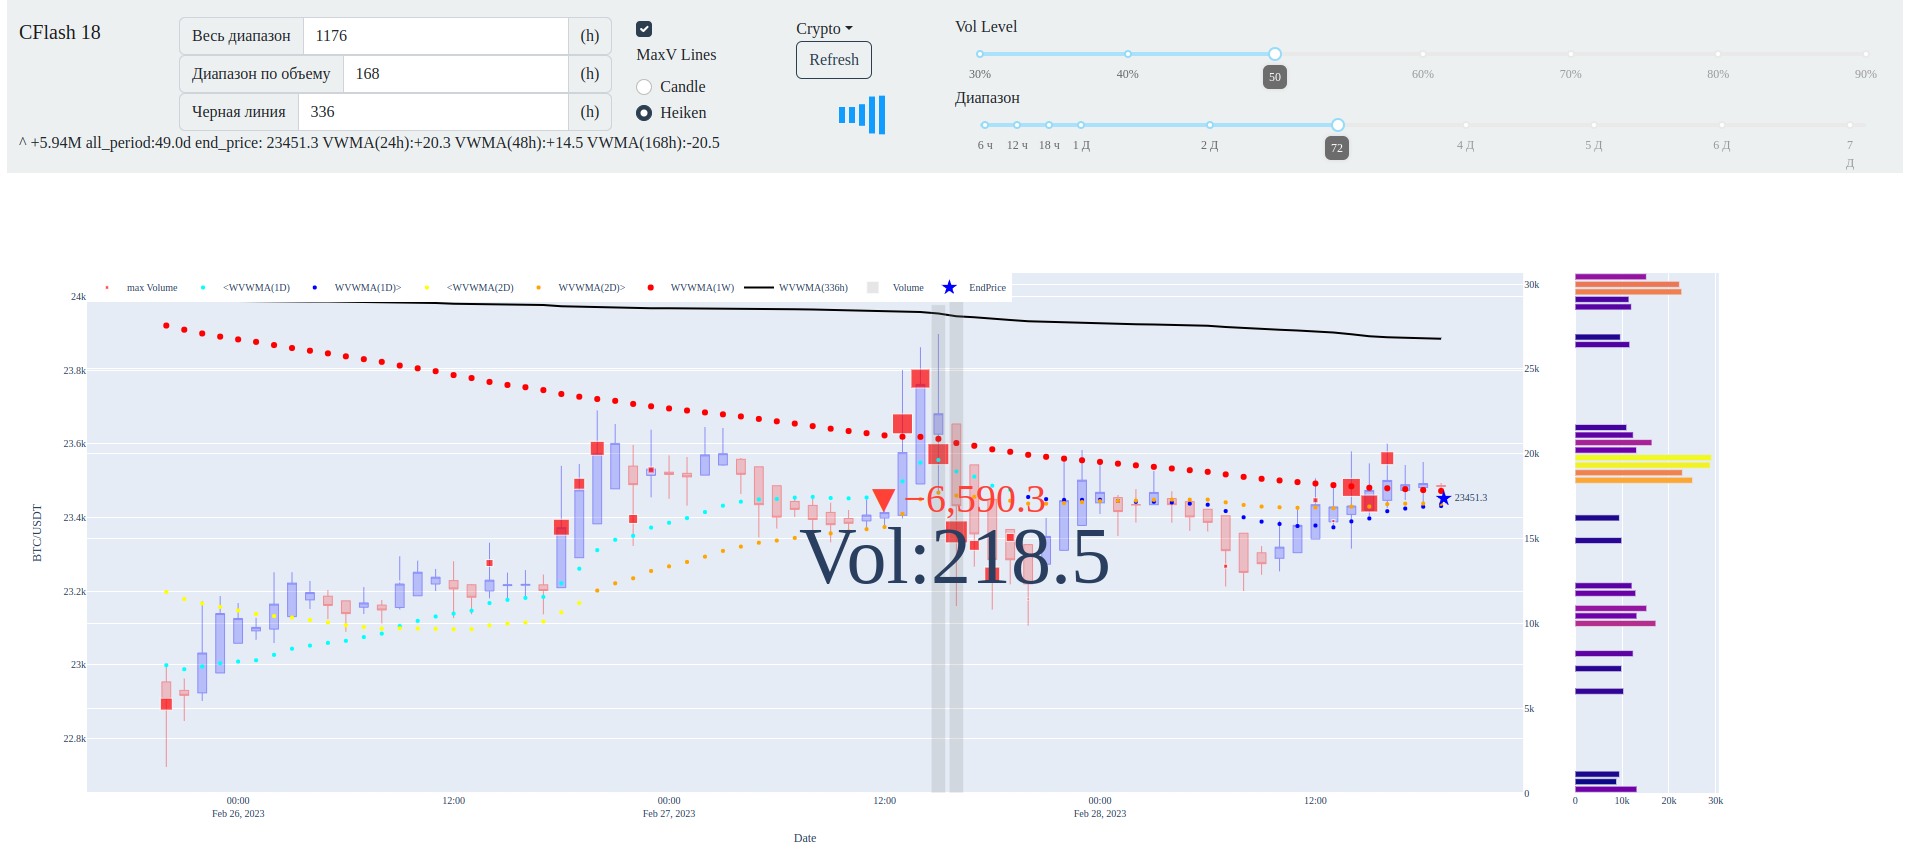 CFlash 18
Весь диапазон 1176 (h)
Диапазон по объему 168 (h)
Черная линия 336 (h)
MaxV Lines
Candle
Heiken
Crypto
Refresh
Vol Level
30% 40% 50 60% 70% 80% 90%
Диапазон
6 ч 12 ч 18 ч 1 Д 2 Д 72 4 Д 5 Д 6 Д 7 Д
^ +5.94M all_period:49.0d end_price: 23451.3 VWMA(24h):+20.3 VWMA(48h):+14.5 VWMA(168h):-20.5
max Volume <WVWMA(1D) WVWMA(1D)> <WVWMA(2D) WVWMA(2D)> WVWMA(1W) WVWMA(336h) Volume EndPrice
24k
23.8k
23.6k
23.4k
23.2k
23k
22.8k
BTC/USDT
30k
25k
20k
10k
5k
0
▼ −6,590.3
Vol:218.5
23451.3
00:00 12:00 00:00 12:00 00:00 12:00
Feb 26, 2023 Feb 27, 2023 Feb 28, 2023
Date
0 10k 20k 30k